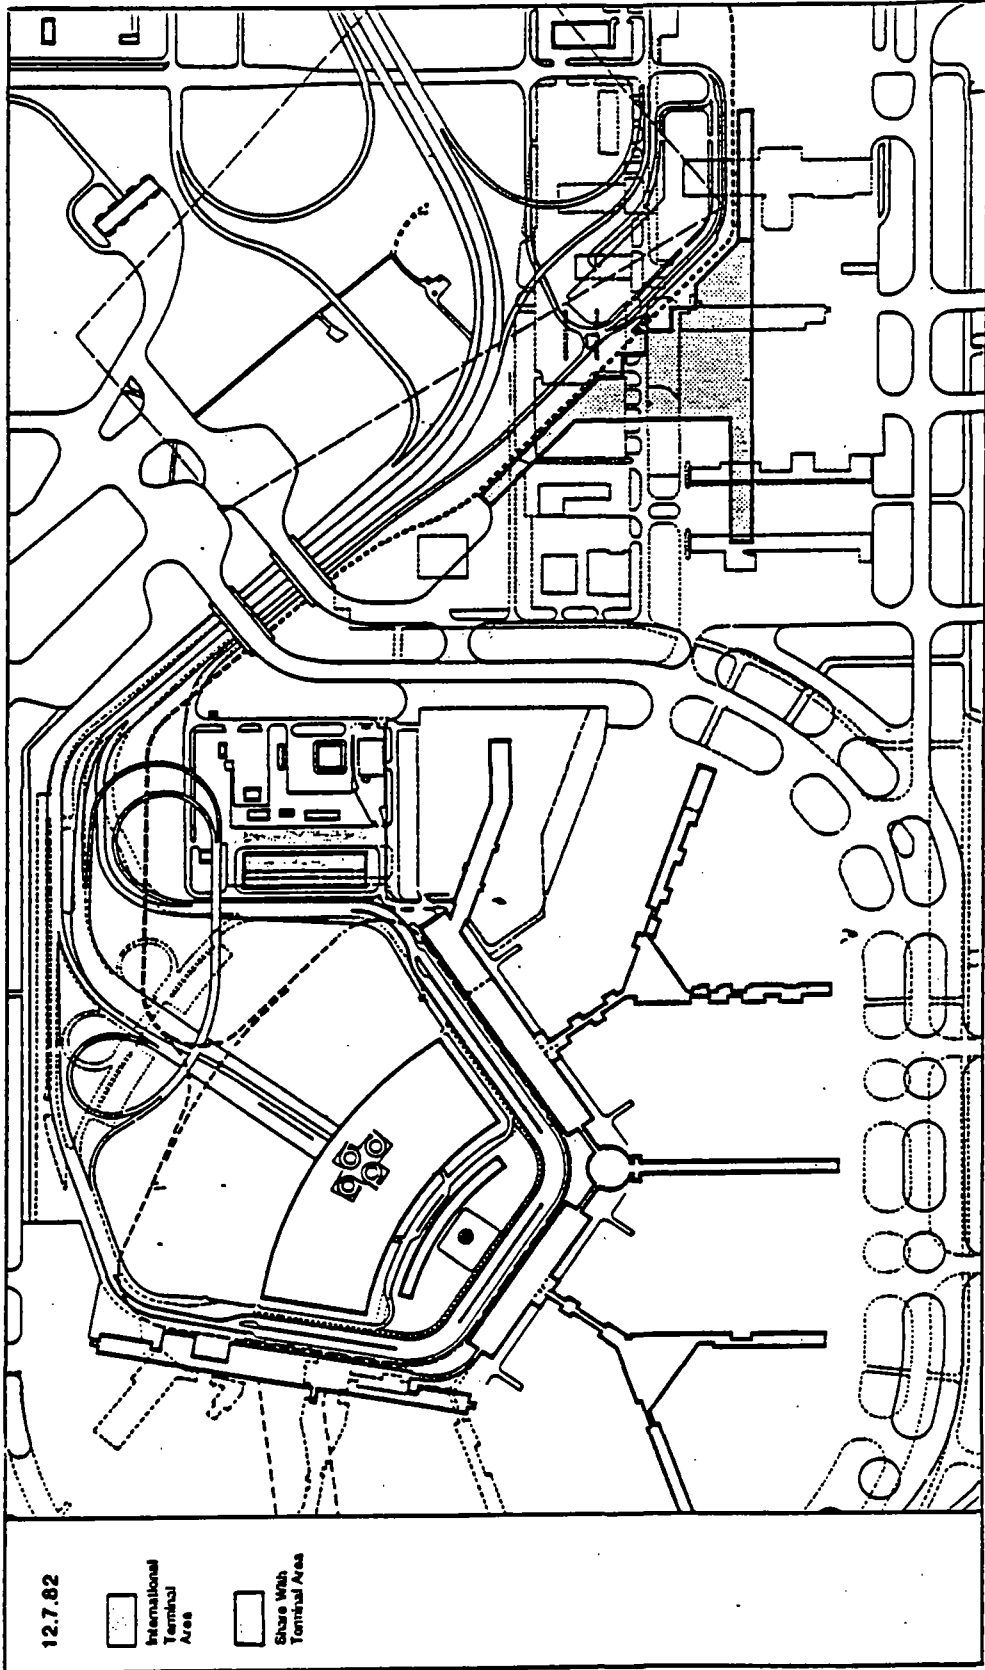 12.7.82
International
Terminal
Area
Share With
Terminal Area